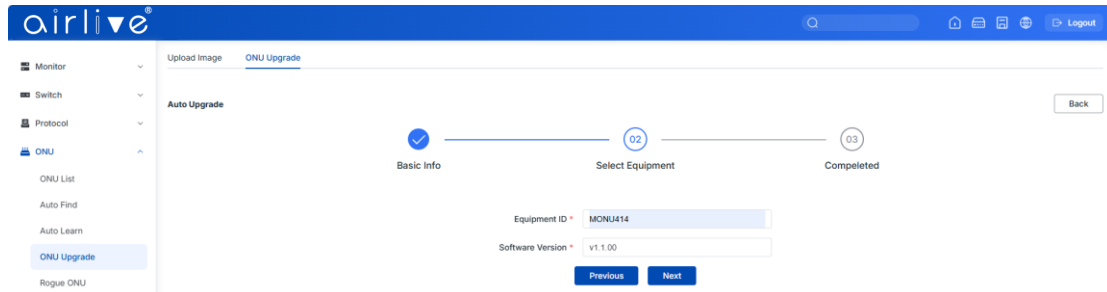 airlive®
Logout
Upload Image ONU Upgrade
Monitor
Switch
Protocol
ONU
ONU List
Auto Find
Auto Learn
ONU Upgrade
Rogue ONU
Auto Upgrade
Back
02
03
Basic Info
Select Equipment
Compeleted
Equipment ID * MONU414
Software Version * v1.1.00
Previous Next